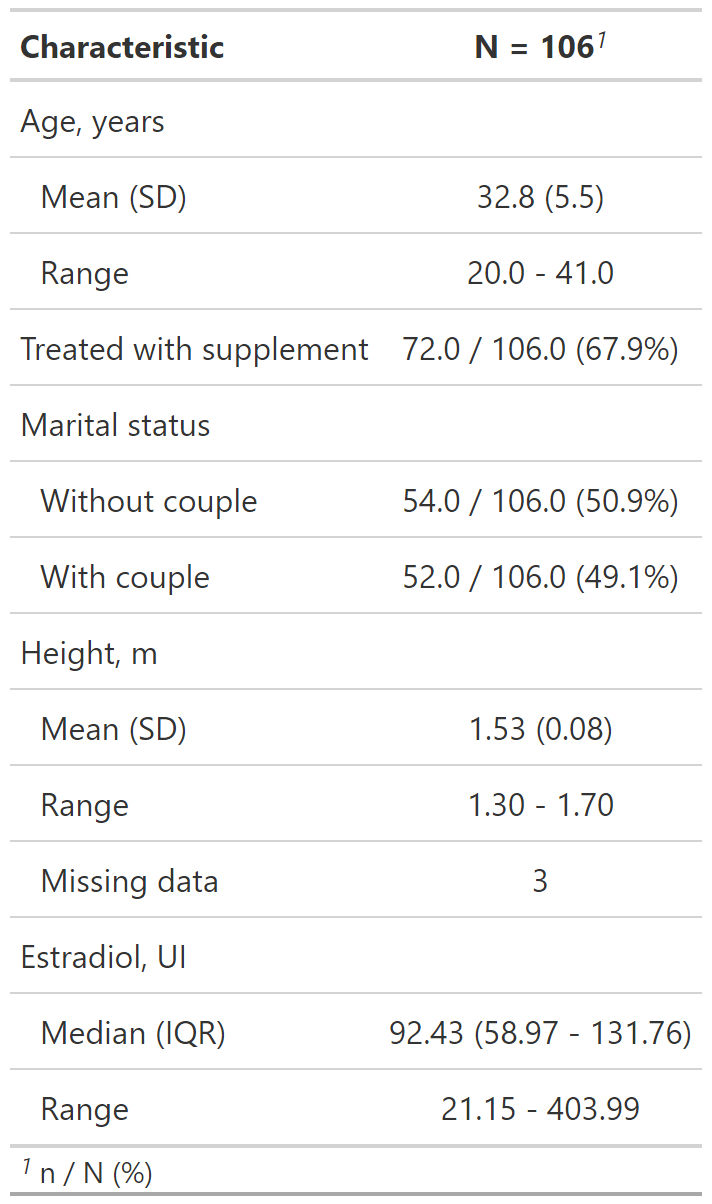 Characteristic N = 106¹
Age, years
Mean (SD) 32.8 (5.5)
Range 20.0 - 41.0
Treated with supplement 72.0 / 106.0 (67.9%)
Marital status
Without couple 54.0 / 106.0 (50.9%)
With couple 52.0 / 106.0 (49.1%)
Height, m
Mean (SD) 1.53 (0.08)
Range 1.30 - 1.70
Missing data 3
Estradiol, UI
Median (IQR) 92.43 (58.97 - 131.76)
Range 21.15 - 403.99
¹ n / N (%)